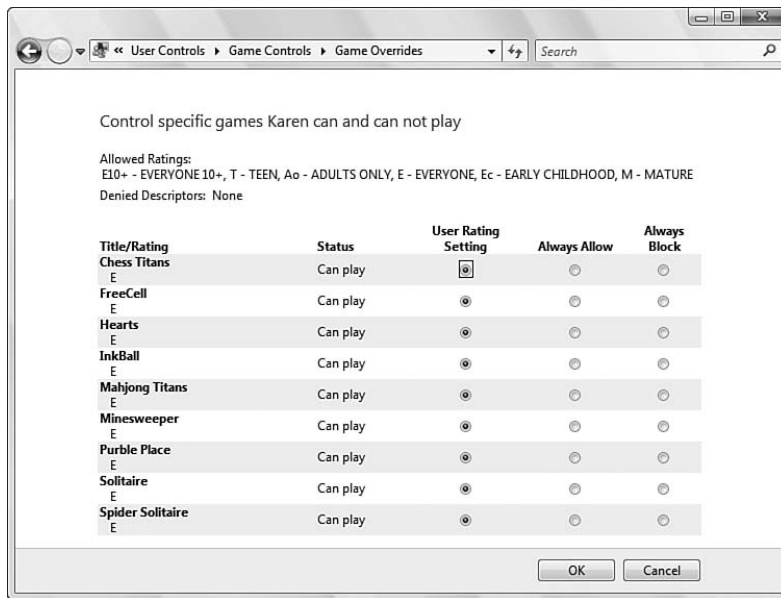 « User Controls ▸ Game Controls ▸ Game Overrides
Search
Control specific games Karen can and can not play
Allowed Ratings:
E10+ - EVERYONE 10+, T - TEEN, Ao - ADULTS ONLY, E - EVERYONE, Ec - EARLY CHILDHOOD, M - MATURE
Denied Descriptors: None
Title/Rating Status User Rating Setting Always Allow Always Block
Chess Titans
E Can play
FreeCell
E Can play
Hearts
E Can play
InkBall
E Can play
Mahjong Titans
E Can play
Minesweeper
E Can play
Purble Place
E Can play
Solitaire
E Can play
Spider Solitaire
E Can play
OK Cancel